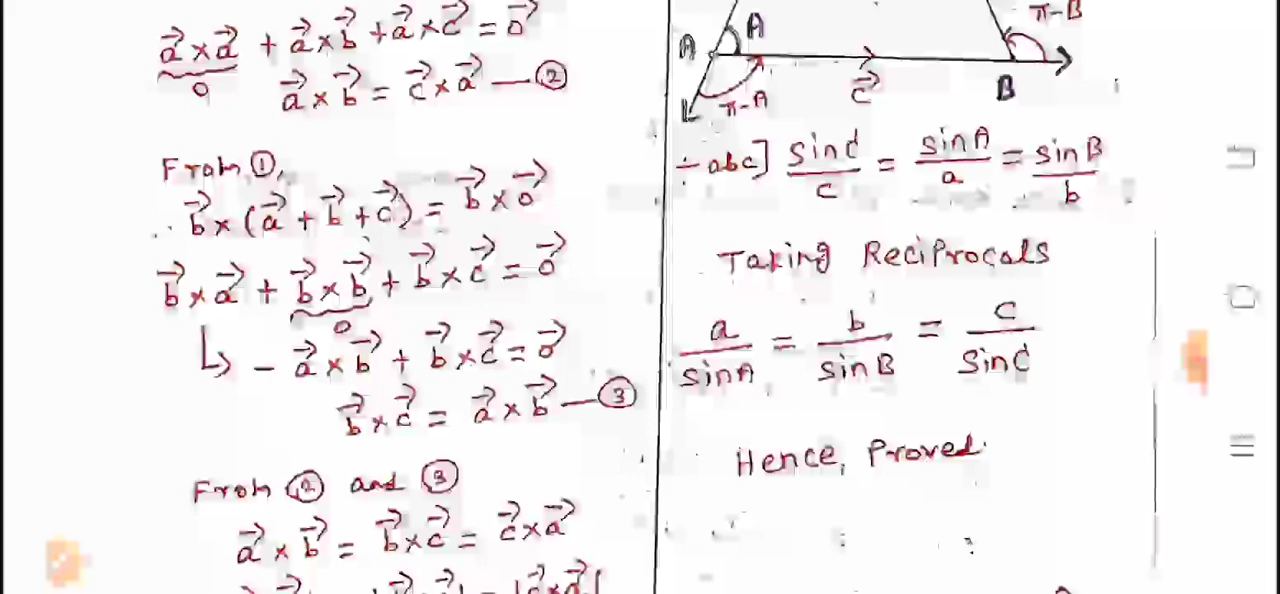 a⃗ × a⃗ + a⃗ × b⃗ + a⃗ × c⃗ = 0⃗
0
a⃗ × b⃗ = c⃗ × a⃗ — ②
From ①,
∴ b⃗ × (a⃗ + b⃗ + c⃗) = b⃗ × 0⃗
b⃗ × a⃗ + b⃗ × b⃗ + b⃗ × c⃗ = 0⃗
0
↳ - a⃗ × b⃗ + b⃗ × c⃗ = 0⃗
b⃗ × c⃗ = a⃗ × b⃗ — ③
From ② and ③
a⃗ × b⃗ = b⃗ × c⃗ = c⃗ × a⃗
A
A
π-A
c⃗
B
π-B
÷ abc] sinC/c = sinA/a = sinB/b
Taking Reciprocals
a/sinA = b/sinB = c/sinC
Hence, Proved.